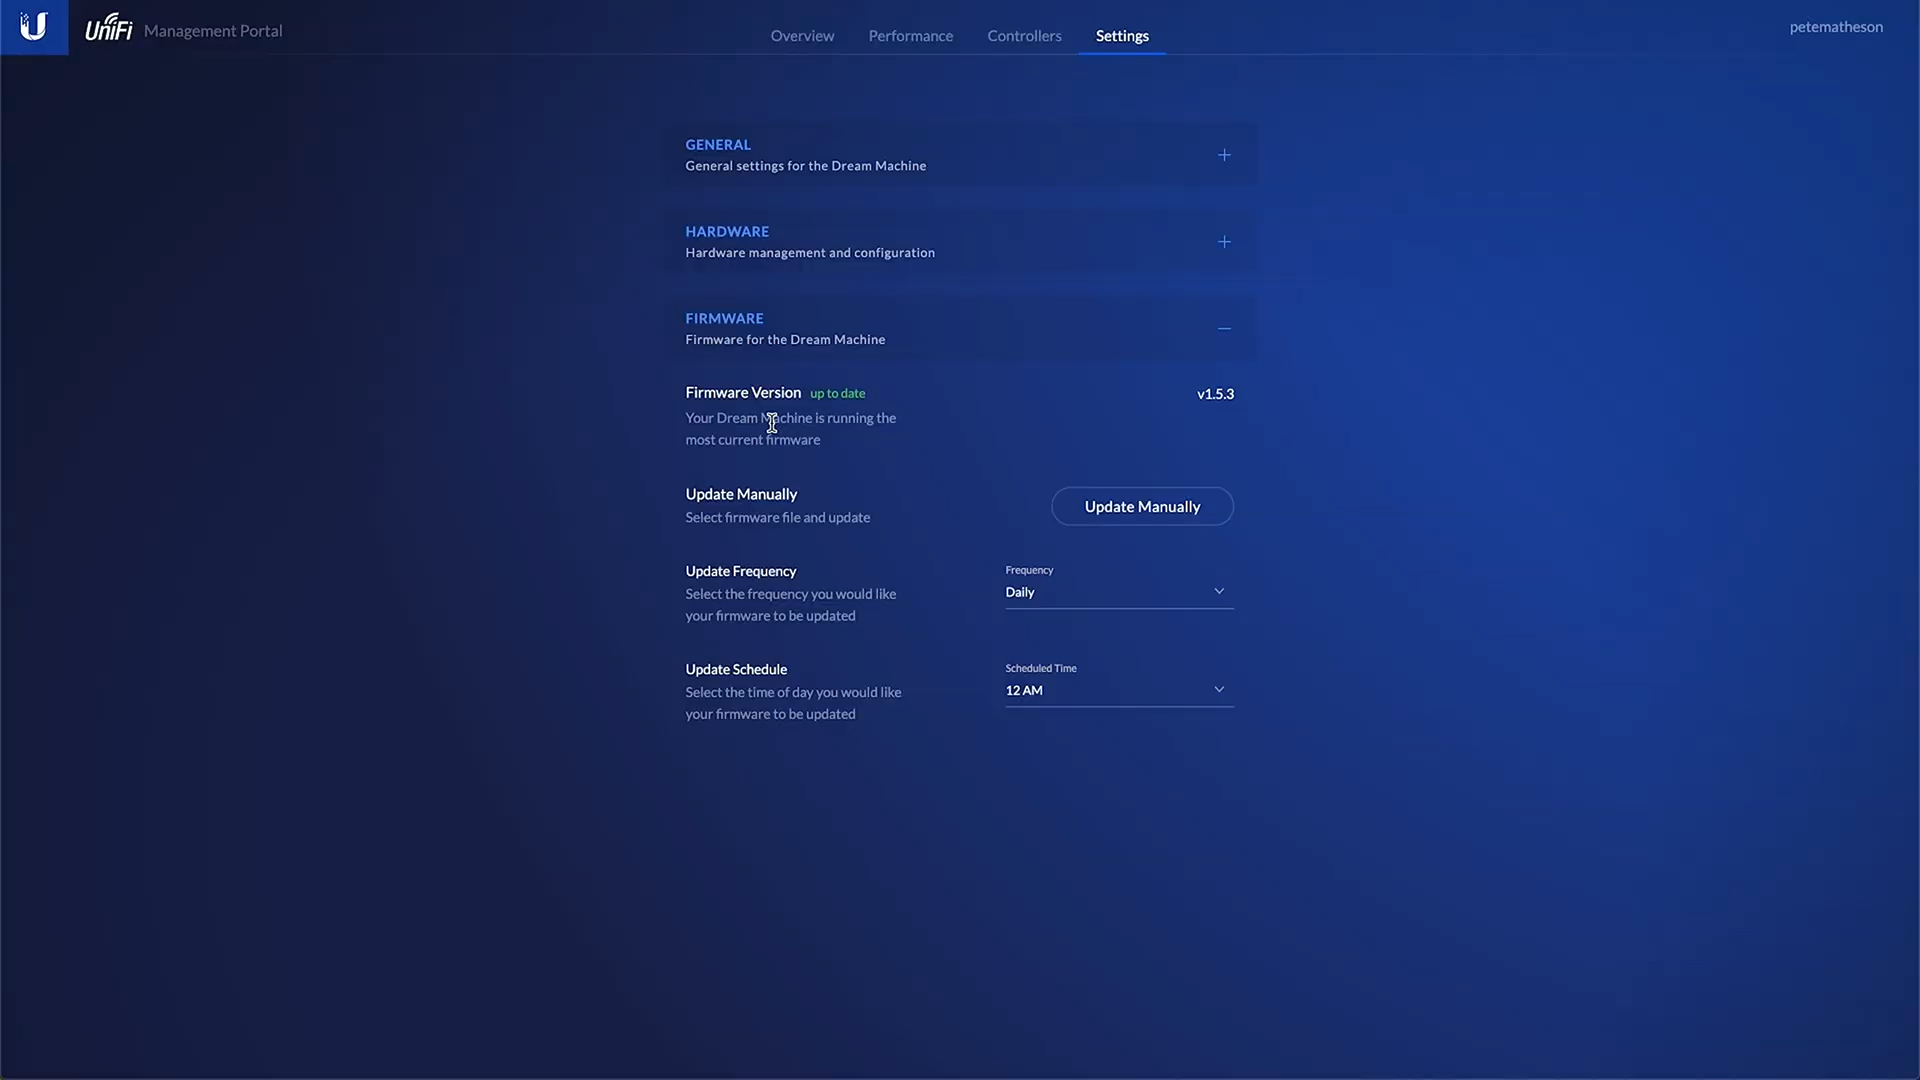 U
UniFi Management Portal
Overview Performance Controllers Settings
petematheson
GENERAL
General settings for the Dream Machine
HARDWARE
Hardware management and configuration
FIRMWARE
Firmware for the Dream Machine
Firmware Version up to date v1.5.3
Your Dream Machine is running the
most current firmware
Update Manually
Select firmware file and update
Update Manually
Update Frequency
Select the frequency you would like
your firmware to be updated
Frequency
Daily
Update Schedule
Select the time of day you would like
your firmware to be updated
Scheduled Time
12 AM